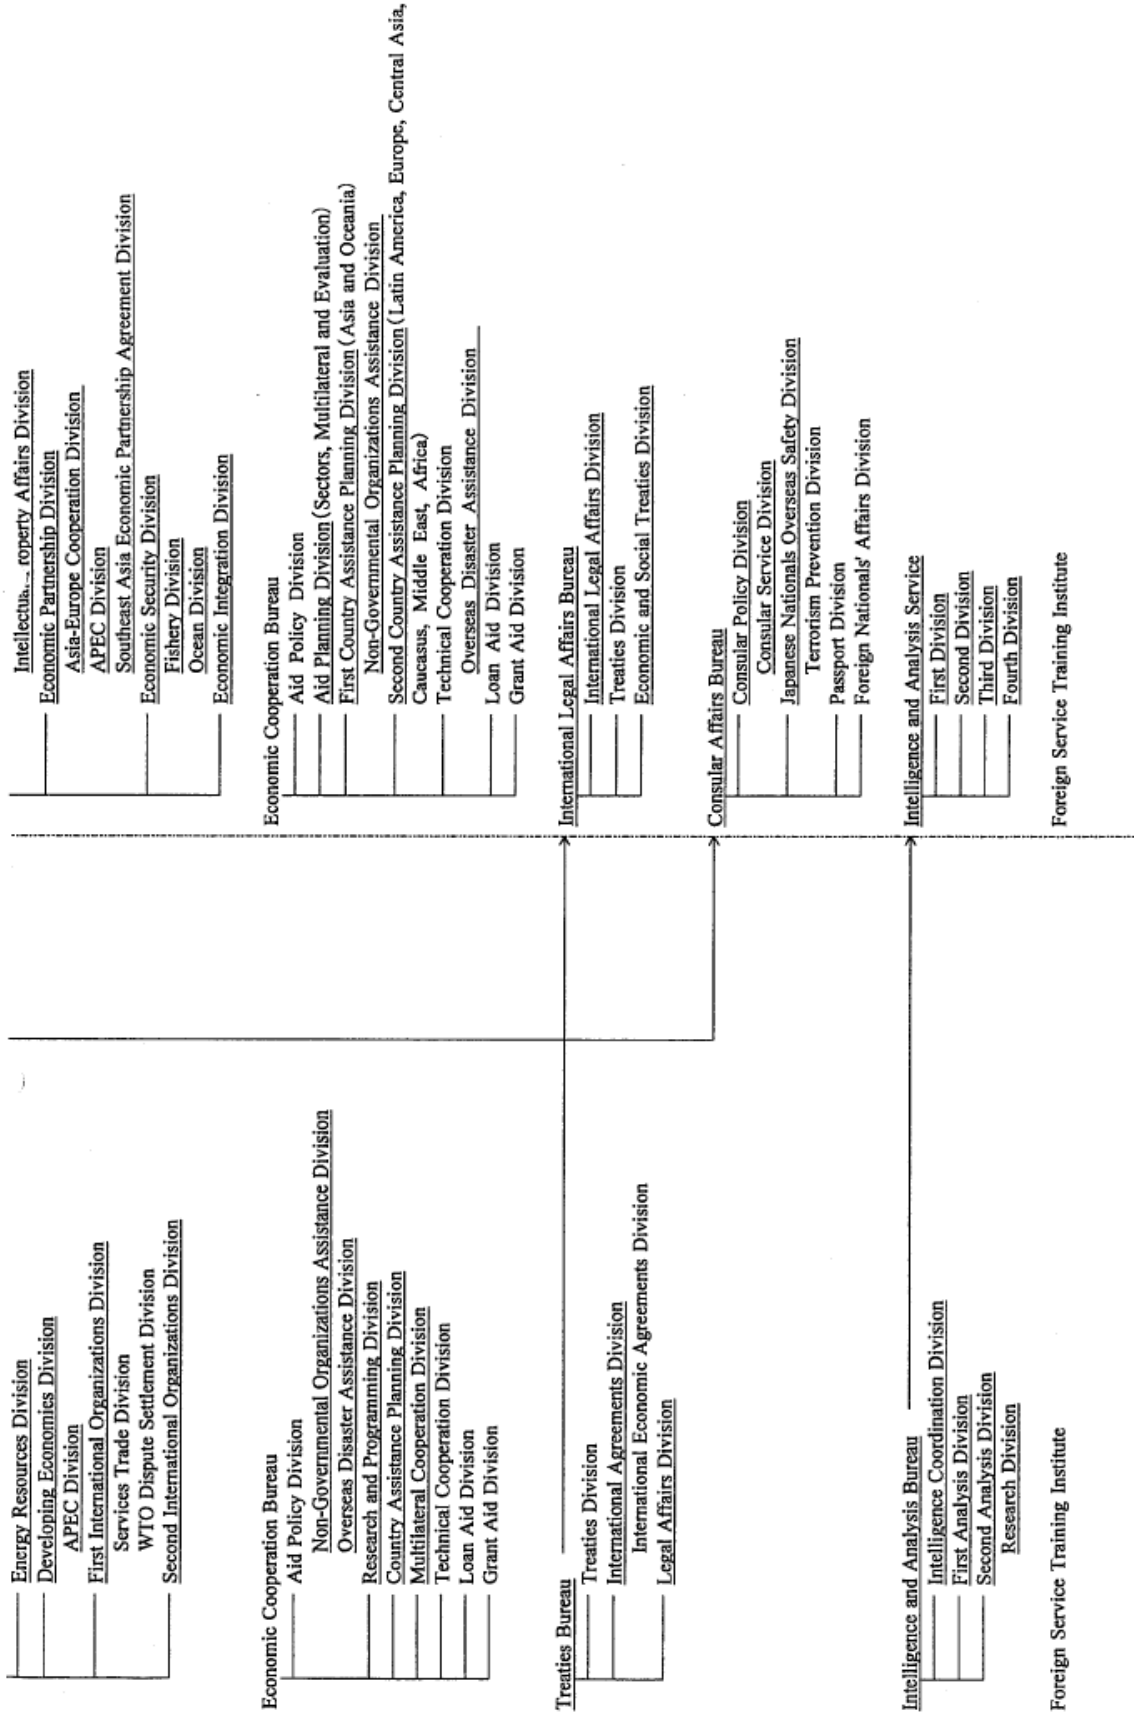 Energy Resources Division
Developing Economies Division
APEC Division
First International Organizations Division
Services Trade Division
WTO Dispute Settlement Division
Second International Organizations Division
Economic Cooperation Bureau
Aid Policy Division
Non-Governmental Organizations Assistance Division
Overseas Disaster Assistance Division
Research and Programming Division
Country Assistance Planning Division
Multilateral Cooperation Division
Technical Cooperation Division
Loan Aid Division
Grant Aid Division
Treaties Bureau
Treaties Division
International Agreements Division
International Economic Agreements Division
Legal Affairs Division
Intelligence and Analysis Bureau
Intelligence Coordination Division
First Analysis Division
Second Analysis Division
Research Division
Foreign Service Training Institute
Affairs Division
Economic Partnership Division
Asia-Europe Cooperation Division
APEC Division
Southeast Asia Economic Partnership Agreement Division
Economic Security Division
Fishery Division
Ocean Division
Economic Integration Division
Economic Cooperation Bureau
Aid Policy Division
Aid Planning Division (Sectors, Multilateral and Evaluation)
First Country Assistance Planning Division (Asia and Oceania)
Non-Governmental Organizations Assistance Division
Second Country Assistance Planning Division (Latin America, Europe, Central Asia,
Caucasus, Middle East, Africa)
Technical Cooperation Division
Overseas Disaster Assistance Division
Loan Aid Division
Grant Aid Division
International Legal Affairs Bureau
International Legal Affairs Division
Treaties Division
Economic and Social Treaties Division
Consular Affairs Bureau
Consular Policy Division
Consular Service Division
Japanese Nationals Overseas Safety Division
Terrorism Prevention Division
Passport Division
Foreign Nationals' Affairs Division
Intelligence and Analysis Service
First Division
Second Division
Third Division
Fourth Division
Foreign Service Training Institute